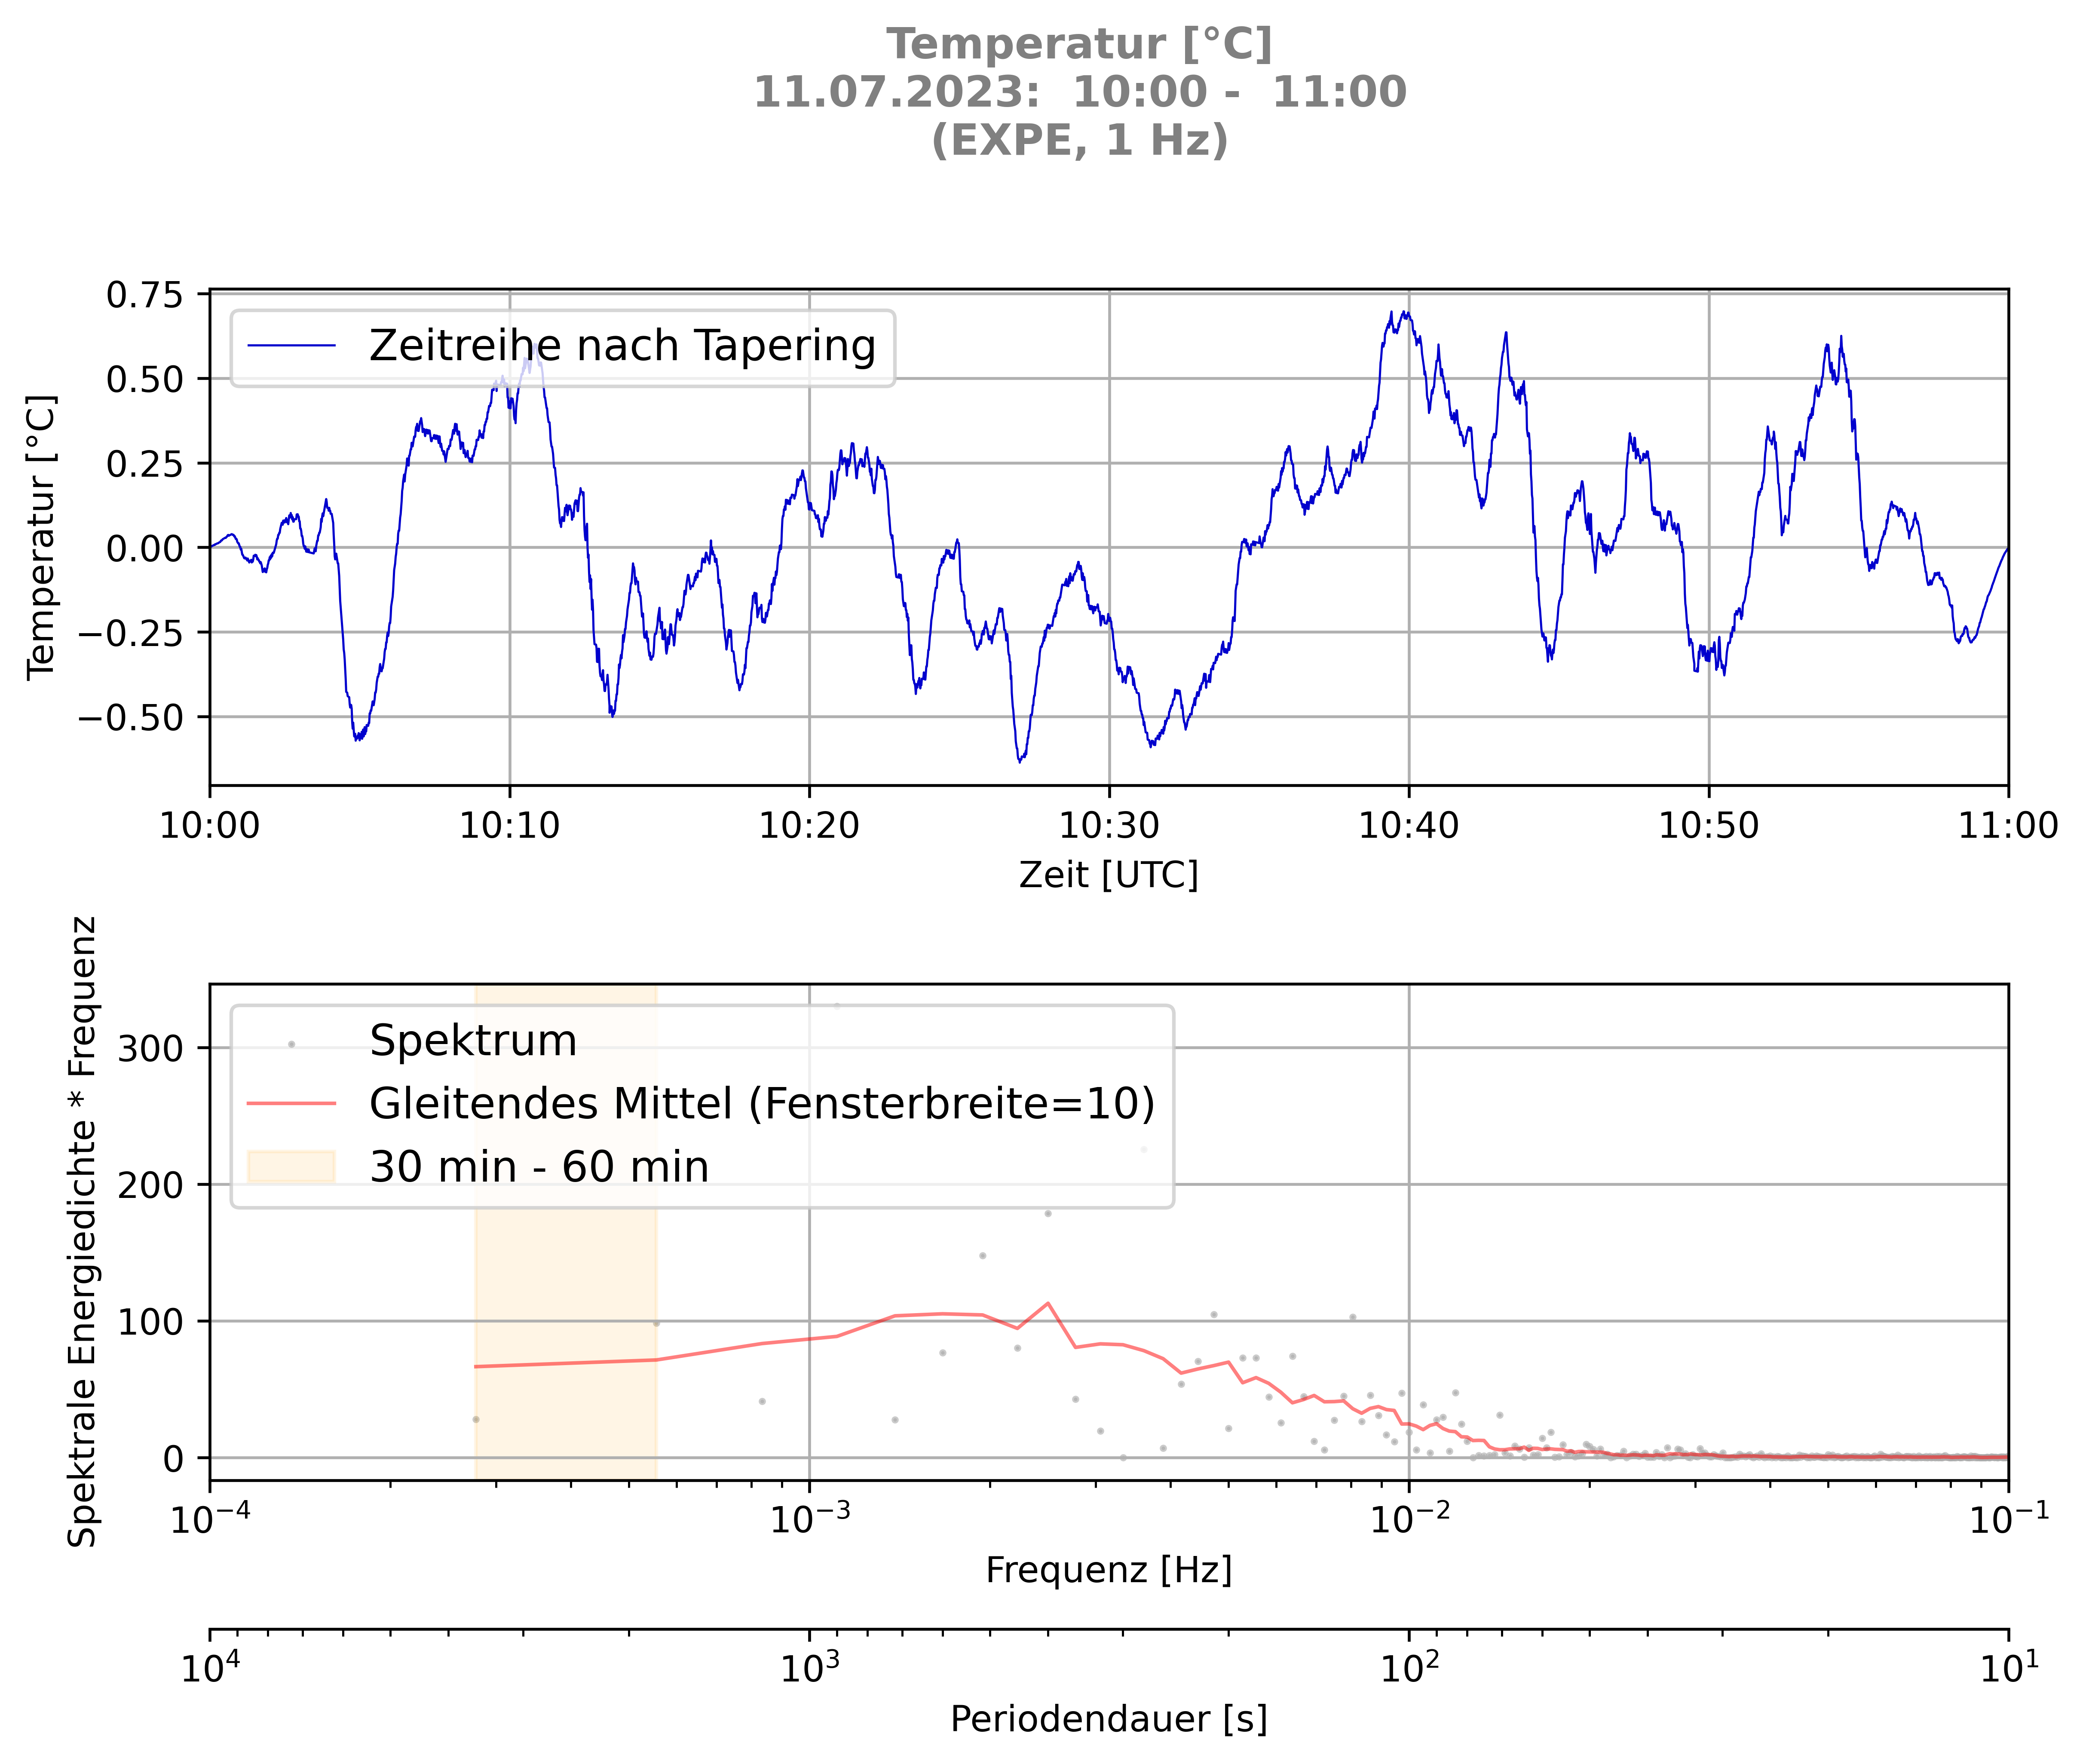 Temperatur [°C]
11.07.2023:  10:00 -  11:00
(EXPE, 1 Hz)
Temperatur [°C]
0.75
0.50
0.25
0.00
−0.25
−0.50
Zeitreihe nach Tapering
10:00 10:10 10:20 10:30 10:40 10:50 11:00
Zeit [UTC]
Spektrale Energiedichte * Frequenz
300
200
100
0
Spektrum
Gleitendes Mittel (Fensterbreite=10)
30 min - 60 min
10⁻⁴ 10⁻³ 10⁻² 10⁻¹
Frequenz [Hz]
10⁴ 10³ 10² 10¹
Periodendauer [s]